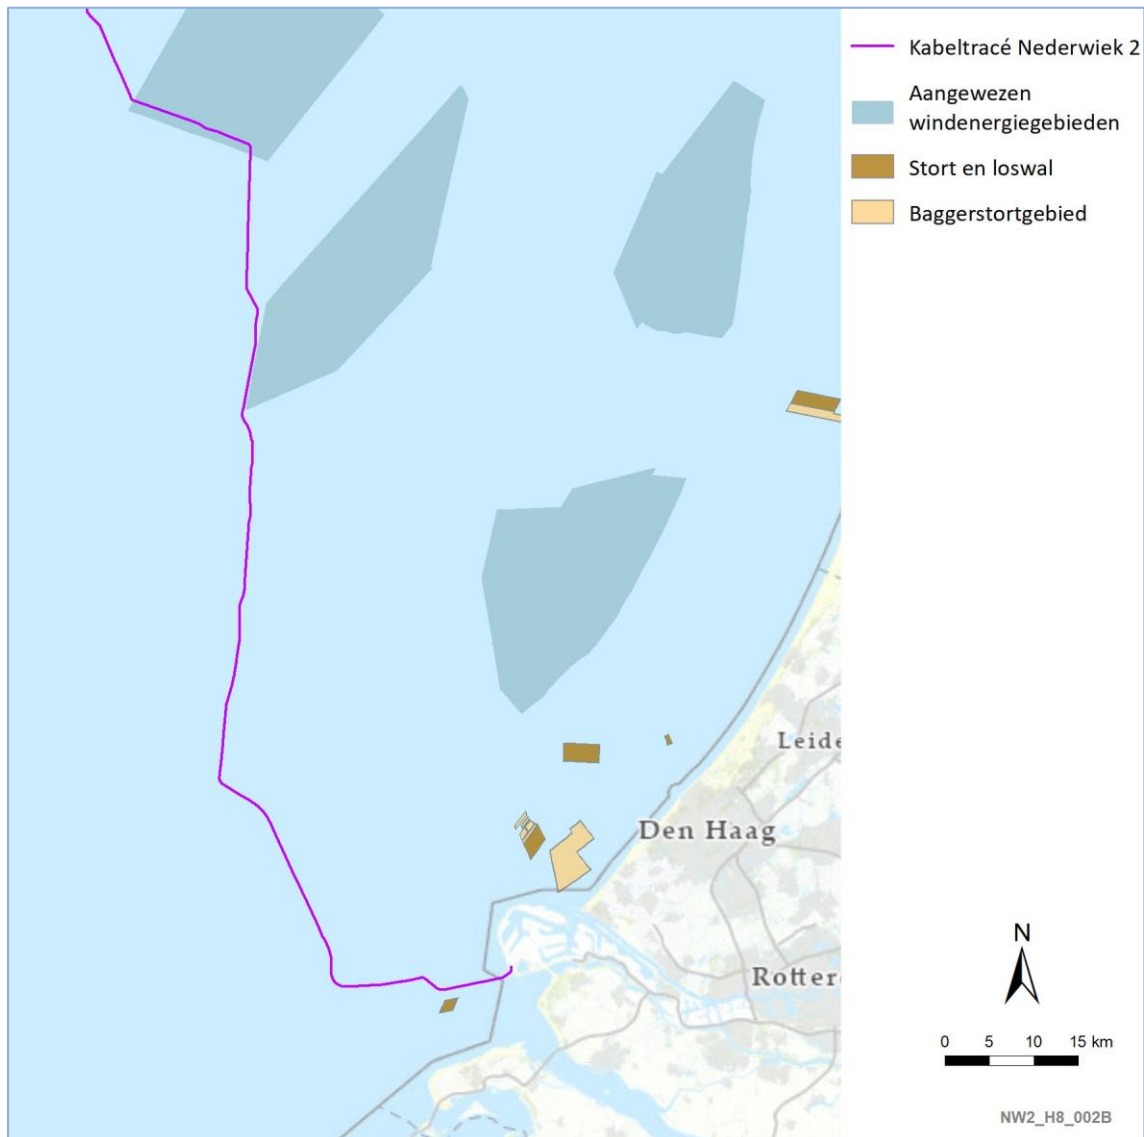 Kabeltracé Nederwiek 2
Aangewezen
windenergiegebieden
Stort en loswal
Baggerstortgebied
Leide
Den Haag
Rotter
N
0 5 10 15 km
NW2_H8_002B